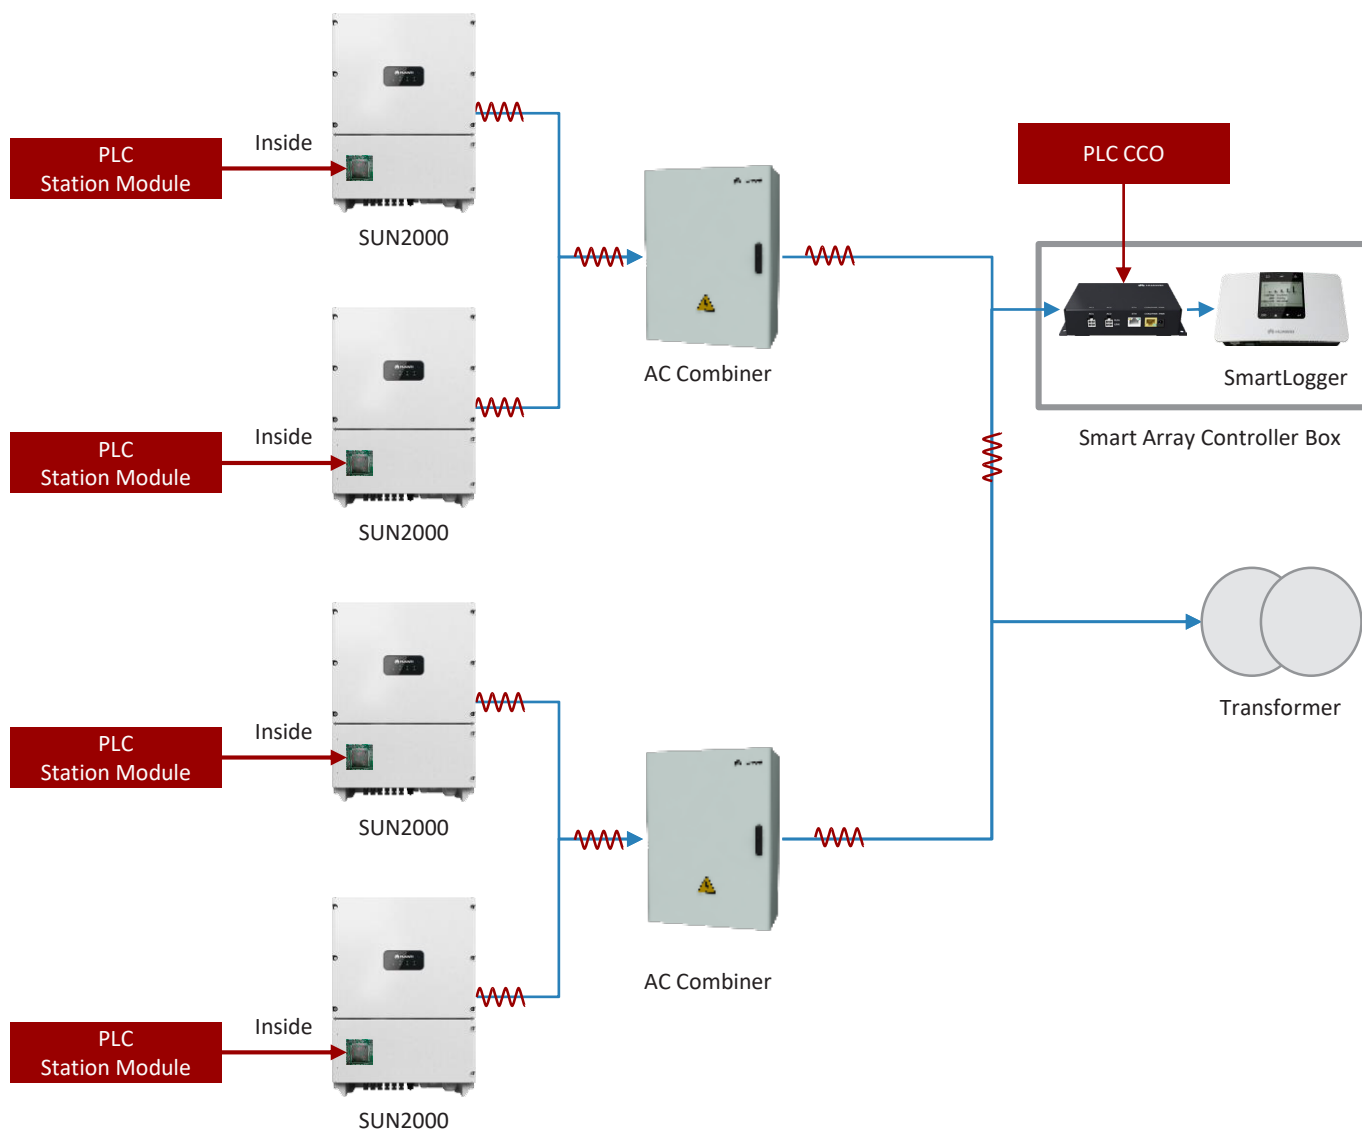 PLC
Station Module
Inside
SUN2000
PLC
Station Module
Inside
SUN2000
AC Combiner
PLC CCO
SmartLogger
Smart Array Controller Box
Transformer
PLC
Station Module
Inside
SUN2000
PLC
Station Module
Inside
SUN2000
AC Combiner